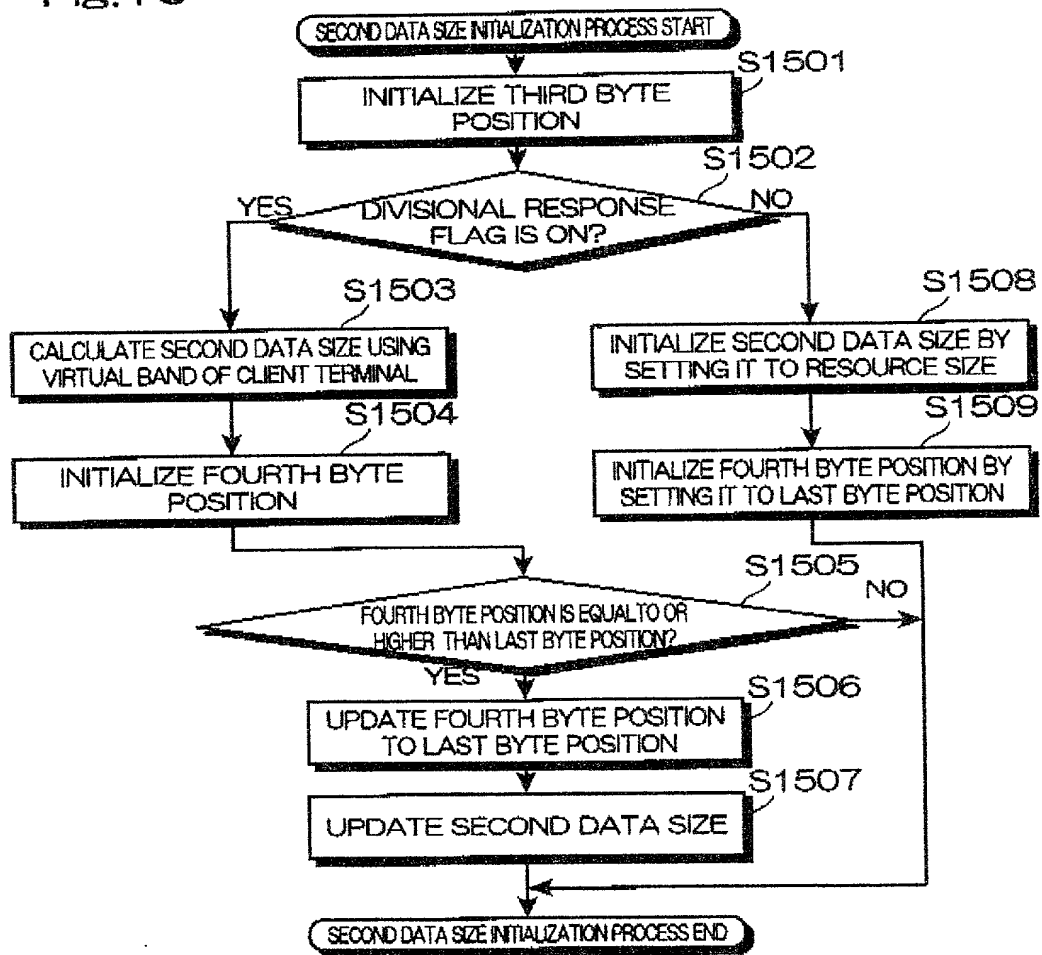 SECOND DATA SIZE INITIALIZATION PROCESS START
S1501
INITIALIZE THIRD BYTE
POSITION
S1502
YES
DIVISIONAL RESPONSE
FLAG IS ON?
NO
S1503
CALCULATE SECOND DATA SIZE USING
VIRTUAL BAND OF CLIENT TERMINAL
S1508
INITIALIZE SECOND DATA SIZE BY
SETTING IT TO RESOURCE SIZE
S1504
INITIALIZE FOURTH BYTE
POSITION
S1509
INITIALIZE FOURTH BYTE POSITION BY
SETTING IT TO LAST BYTE POSITION
S1505
FOURTH BYTE POSITION IS EQUAL TO OR
HIGHER THAN LAST BYTE POSITION?
NO
YES
S1506
UPDATE FOURTH BYTE POSITION
TO LAST BYTE POSITION
S1507
UPDATE SECOND DATA SIZE
SECOND DATA SIZE INITIALIZATION PROCESS END